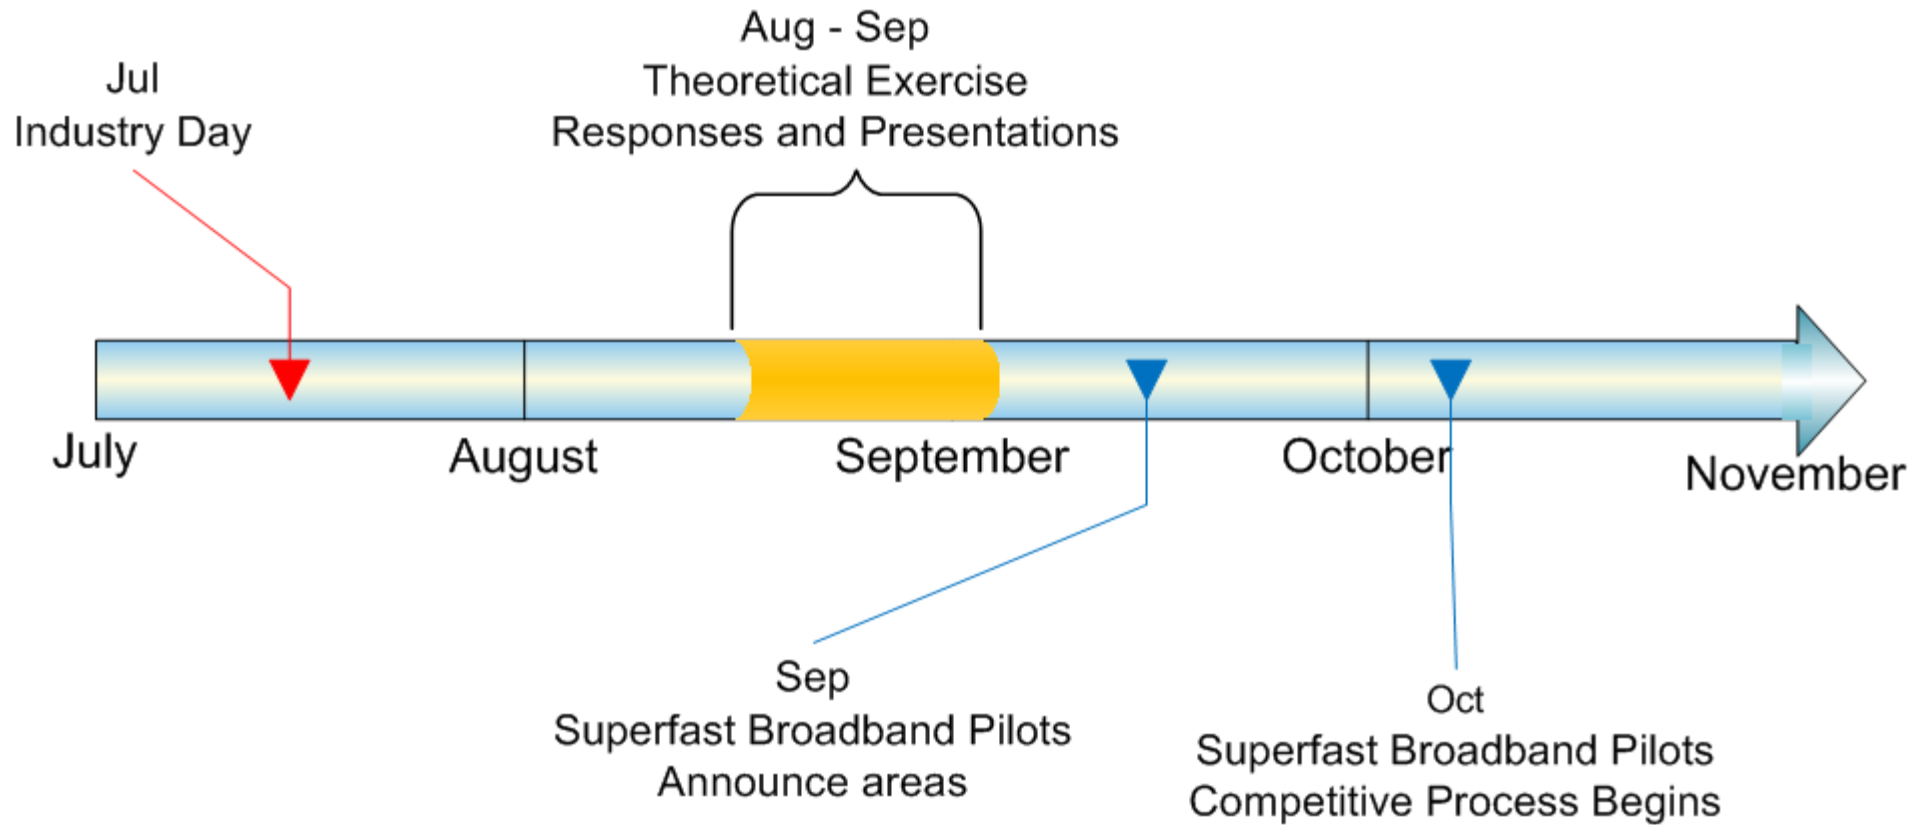 Aug - Sep
Theoretical Exercise
Responses and Presentations
Jul
Industry Day
July
August
September
October
November
Sep
Superfast Broadband Pilots
Announce areas
Oct
Superfast Broadband Pilots
Competitive Process Begins